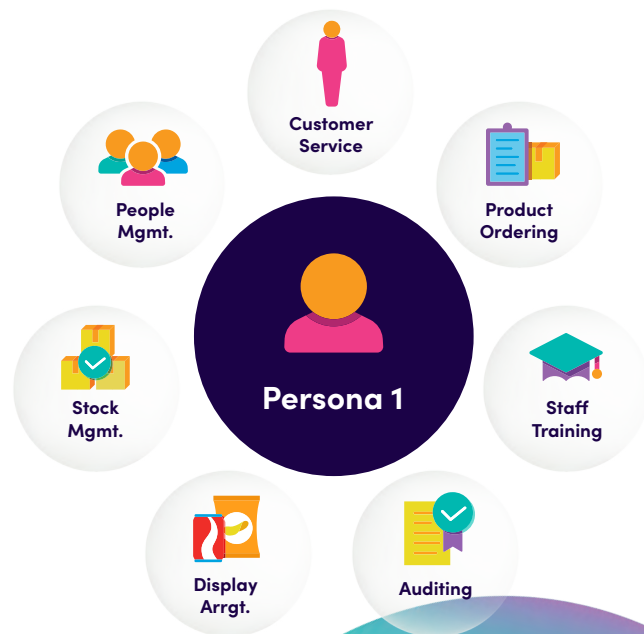 Customer
Service
People
Mgmt.
Product
Ordering
Persona 1
Stock
Mgmt.
Staff
Training
Display
Arrgt.
Auditing